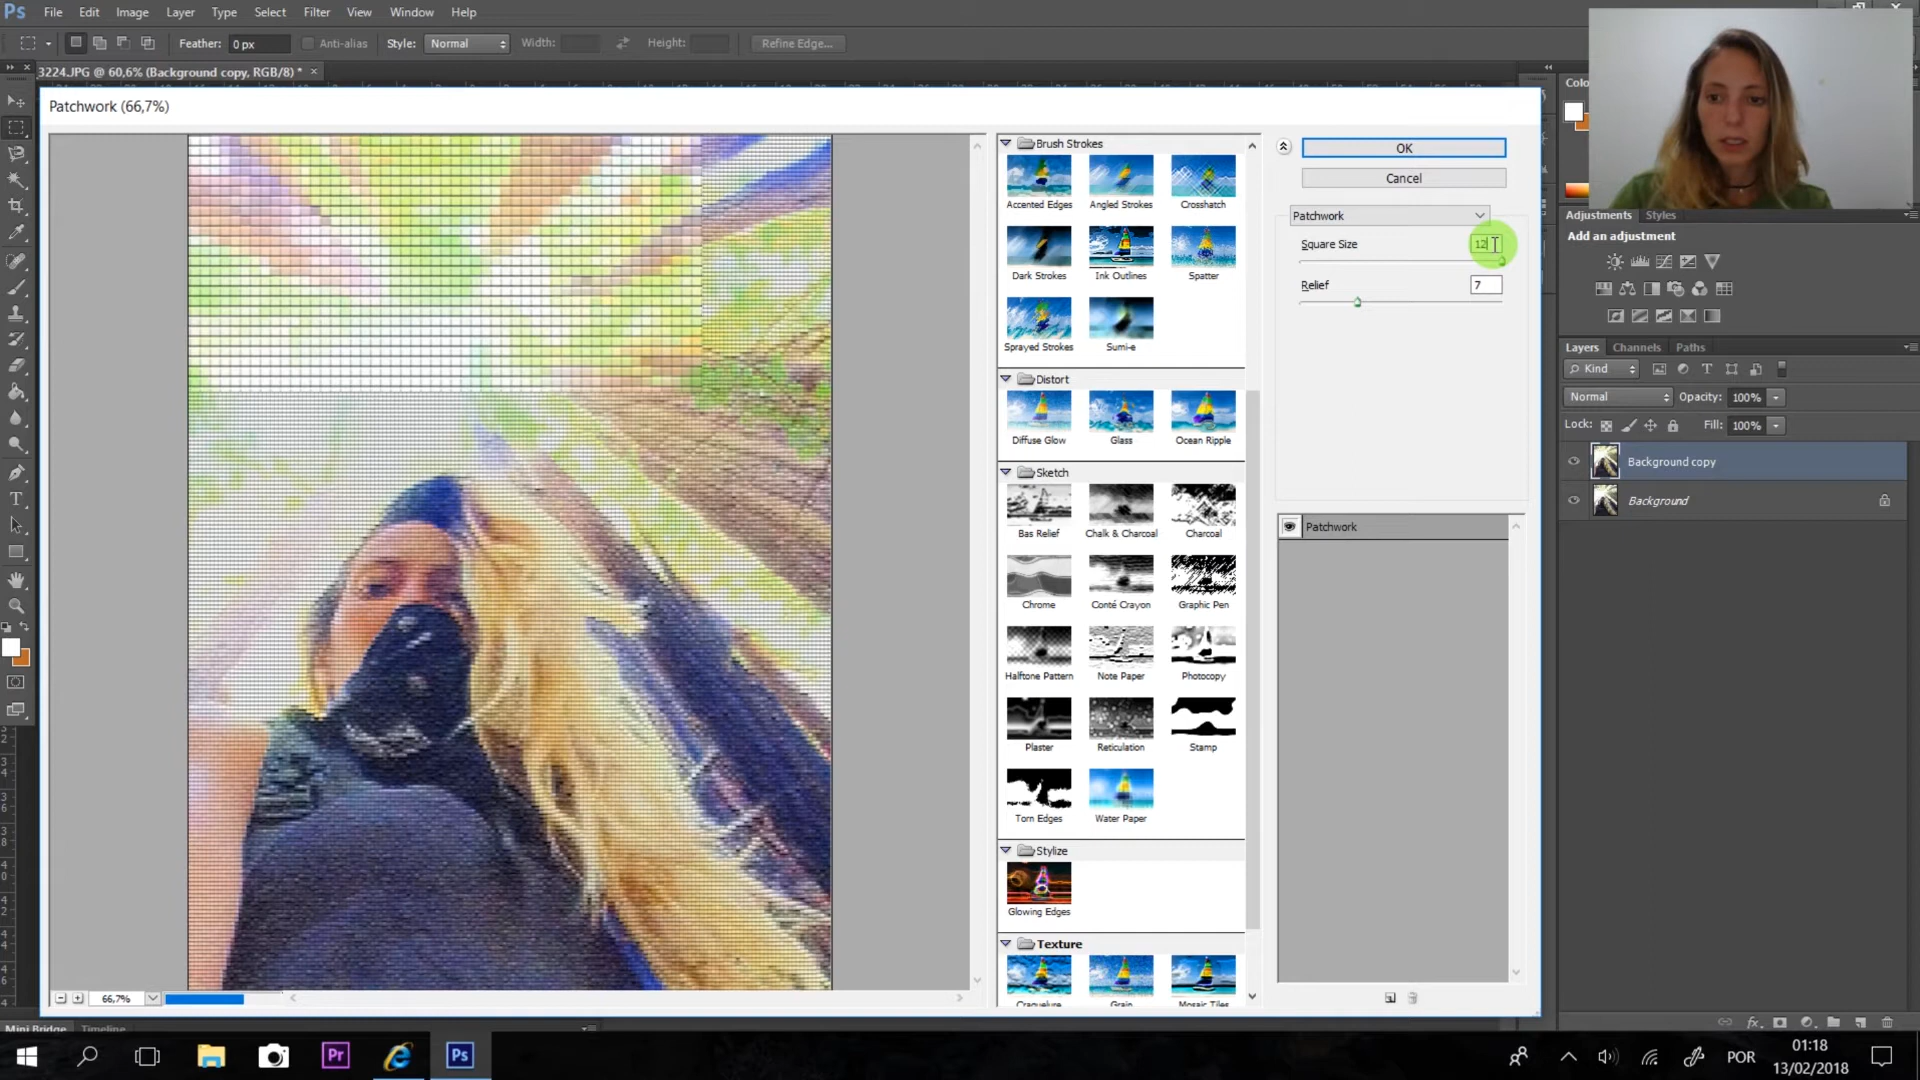 Ps File Edit Image Layer Type Select Filter View Window Help
Feather: 0 px Anti-alias Style: Normal Width: Height: Refine Edge...
3224.JPG @ 60,6% (Background copy, RGB/8) * ×
Patchwork (66,7%)
Brush Strokes
Accented Edges Angled Strokes Crosshatch
Dark Strokes Ink Outlines Spatter
Sprayed Strokes Sumi-e
Distort
Diffuse Glow Glass Ocean Ripple
Sketch
Bas Relief Chalk & Charcoal Charcoal
Chrome Conté Crayon Graphic Pen
Halftone Pattern Note Paper Photocopy
Plaster Reticulation Stamp
Torn Edges Water Paper
Stylize
Glowing Edges
Texture
Craquelure Grain Mosaic Tiles
66,7%
OK
Cancel
Patchwork
Square Size 12
Relief 7
Patchwork
Colo
Adjustments Styles
Add an adjustment
Layers Channels Paths
Kind
Normal Opacity: 100%
Lock: Fill: 100%
Background copy
Background
Mini Bridge Timeline
Pr Ps POR 01:18
13/02/2018